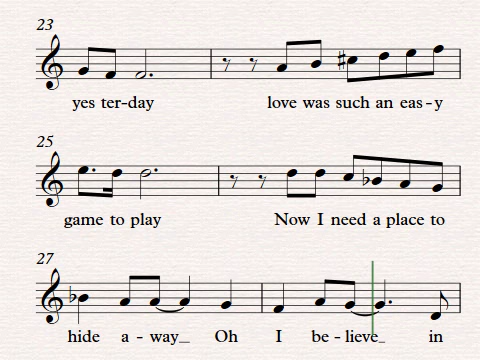 23
yes ter-day love was such an eas-y
25
game to play Now I need a place to
27
hide a - way_ Oh I be-lieve_ in